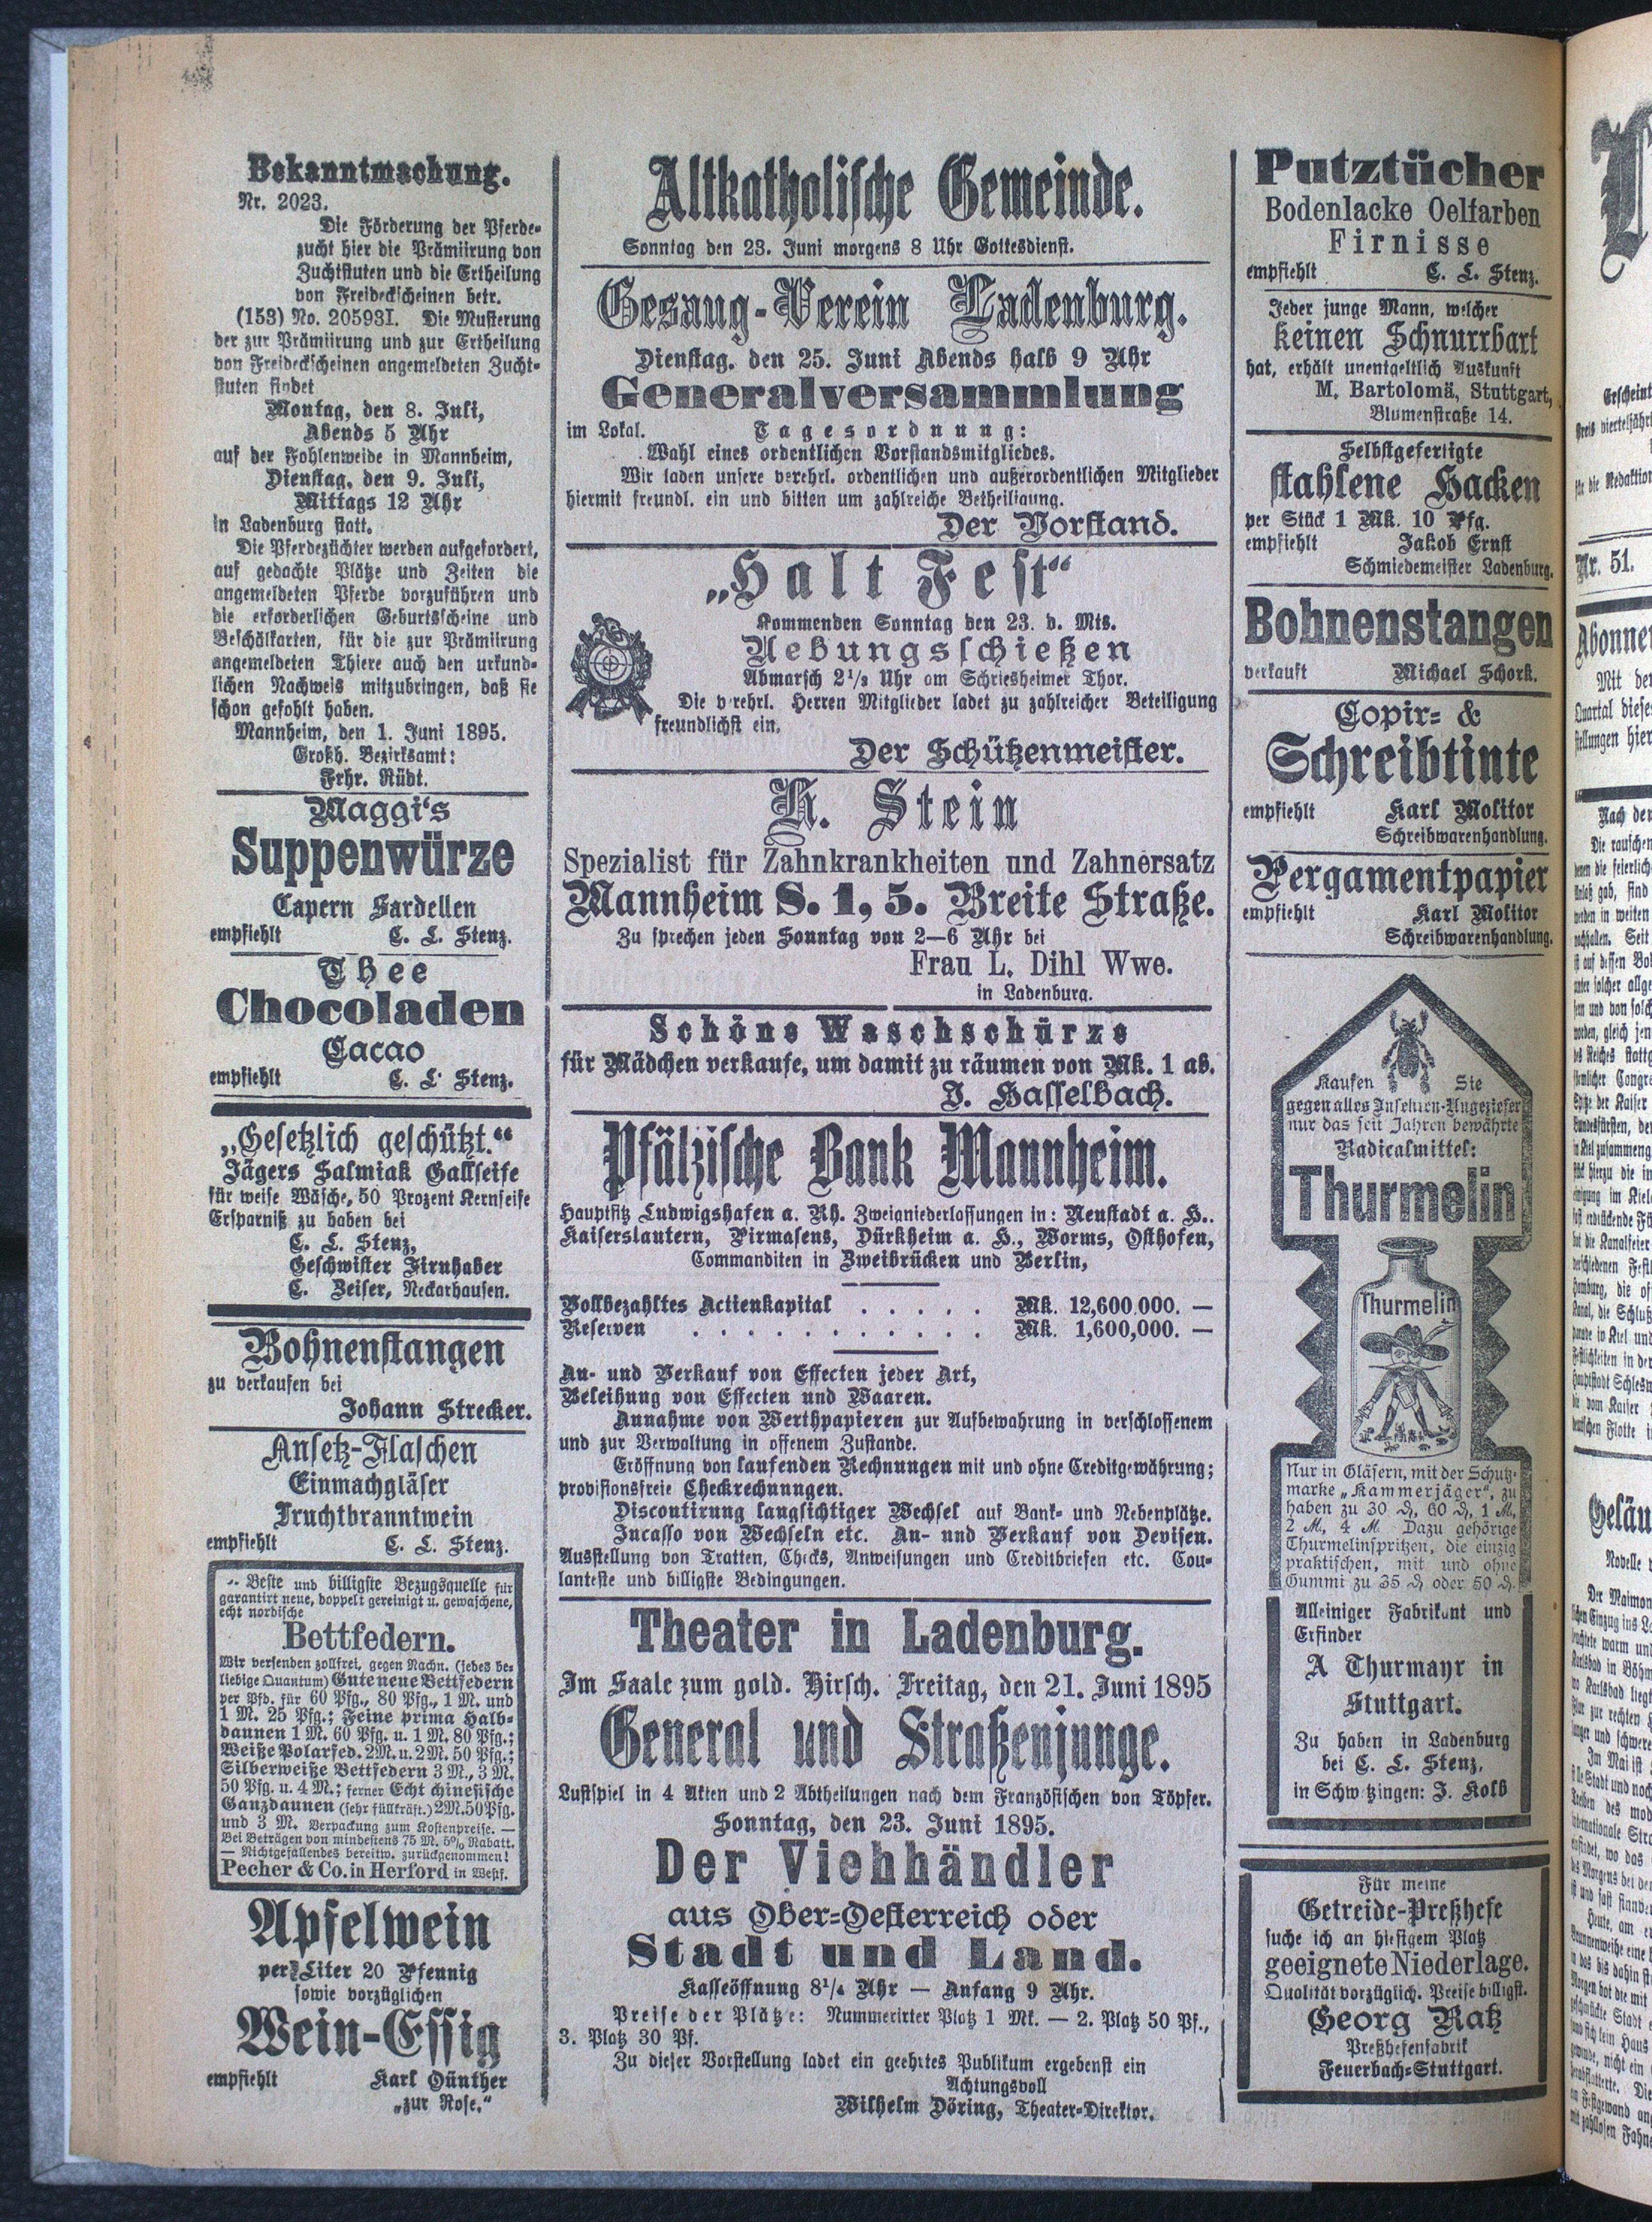 Bekanntmachung.
Nr. 2023.
Die Förderung der Pferde-
zucht hier die Prämiirung von
Zuchtstuten und die Ertheilung
von Freideckscheinen betr.
(153) No. 20593I. Die Musterung
der zur Prämiirung und zur Ertheilung
von Freideckscheinen angemeldeten Zucht-
stuten findet
Montag, den 8. Juli,
Abends 5 Uhr
auf der Fohlenweide in Mannheim,
Dienstag, den 9. Juli,
Mittags 12 Uhr
in Ladenburg statt.
Die Pferdezüchter werden aufgefordert,
auf gedachte Plätze und Zeiten die
angemeldeten Pferde vorzuführen und
die erforderlichen Geburtsscheine und
Beschälkarten, für die zur Prämiirung
angemeldeten Thiere auch den urkund-
lichen Nachweis mitzubringen, daß sie
schon gefohlt haben.
Mannheim, den 1. Juni 1895.
Großh. Bezirksamt:
Frhr. Rüdt.
Maggi's
Suppenwürze
Capern Sardellen
empfiehlt C. L. Stenz.
Thee
Chocoladen
Cacao
empfiehlt C. L. Stenz.
„Gesetzlich geschützt.“
Jägers Salmiak Gallseife
für weise Wäsche, 50 Prozent Kernseife
Ersparniß zu haben bei
C. L. Stenz,
Geschwister Firnhaber
C. Zeiser, Neckarhausen.
Bohnenstangen
zu verkaufen bei
Johann Strecker.
Ansetz-Flaschen
Einmachgläser
Fruchtbranntwein
empfiehlt C. L. Stenz.
Beste und billigste Bezugsquelle für
garantirt neue, doppelt gereinigt u. gewaschene,
echt nordische
Bettfedern.
Wir versenden zollfrei, gegen Nachn. (jedes be-
liebige Quantum) Gute neue Bettfedern
per Pfd. für 60 Pfg., 80 Pfg., 1 M. und
1 M. 25 Pfg.; Feine prima Halb-
daunen 1 M. 60 Pfg. u. 1 M. 80 Pfg.;
Weiße Polarfed. 2M. u. 2M. 50 Pfg.;
Silberweiße Bettfedern 3 M., 3 M.
50 Pfg. u. 4 M.; ferner Echt chinesische
Ganzdaunen (sehr füllkräft.) 2M. 50 Pfg.
und 3 M. Verpackung zum Kostenpreise. —
Bei Beträgen von mindestens 75 M. 5% Rabatt.
— Nichtgefallendes bereitw. zurückgenommen!
Pecher & Co. in Herford in Westf.
Apfelwein
per Liter 20 Pfennig
sowie vorzüglichen
Wein-Essig
empfiehlt Karl Günther
„zur Rose.“
Altkatholische Gemeinde.
Sonntag den 23. Juni morgens 8 Uhr Gottesdienst.
Gesang-Verein Ladenburg.
Dienstag, den 25. Juni Abends halb 9 Uhr
Generalversammlung
im Lokal. Tagesordnung:
Wahl eines ordentlichen Vorstandsmitgliedes.
Wir laden unsere verehrl. ordentlichen und außerordentlichen Mitglieder
hiermit freundl. ein und bitten um zahlreiche Betheiligung.
Der Vorstand.
„Halt Fest“
Kommenden Sonntag den 23. d. Mts.
Uebungsschießen
Abmarsch 2½ Uhr am Schriesheimer Thor.
Die verehrl. Herren Mitglieder ladet zu zahlreicher Beteiligung
freundlichst ein.
Der Schützenmeister.
H. Stein
Spezialist für Zahnkrankheiten und Zahnersatz
Mannheim S. 1, 5. Breite Straße.
Zu sprechen jeden Sonntag von 2—6 Uhr bei
Frau L. Dihl Wwe.
in Ladenburg.
Schöne Waschschürze
für Mädchen verkaufe, um damit zu räumen von Mk. 1 ab.
J. Hasselbach.
Pfälzische Bank Mannheim.
Hauptsitz Ludwigshafen a. Rh. Zweigniederlassungen in: Neustadt a. H..
Kaiserslautern, Pirmasens, Dürkheim a. H., Worms, Osthofen,
Commanditen in Zweibrücken und Berlin,
Vollbezahltes Actienkapital . . . . . Mk. 12,600,000. —
Reserven . . . . . . . . . . . Mk. 1,600,000. —
An- und Verkauf von Effecten jeder Art,
Beleihung von Effecten und Waaren.
Annahme von Werthpapieren zur Aufbewahrung in verschlossenem
und zur Verwaltung in offenem Zustande.
Eröffnung von laufenden Rechnungen mit und ohne Creditgewährung;
provisionsfreie Checkrechnungen.
Discontirung langsichtiger Wechsel auf Bank- und Nebenplätze.
Incasso von Wechseln etc. An- und Verkauf von Devisen.
Ausstellung von Tratten, Checks, Anweisungen und Creditbriefen etc. Cou-
lanteste und billigste Bedingungen.
Theater in Ladenburg.
Im Saale zum gold. Hirsch. Freitag, den 21. Juni 1895
General und Straßenjunge.
Lustspiel in 4 Akten und 2 Abtheilungen nach dem Französischen von Töpfer.
Sonntag, den 23. Juni 1895.
Der Viehhändler
aus Ober-Oesterreich oder
Stadt und Land.
Kasseöffnung 8¼ Uhr — Anfang 9 Uhr.
Preise der Plätze: Nummerirter Platz 1 Mk. — 2. Platz 50 Pf.,
3. Platz 30 Pf.
Zu dieser Vorstellung ladet ein geehrtes Publikum ergebenst ein
Achtungsvoll
Wilhelm Döring, Theater-Direktor.
Putztücher
Bodenlacke Oelfarben
Firnisse
empfiehlt C. L. Stenz.
Jeder junge Mann, welcher
keinen Schnurrbart
hat, erhält unentgeltlich Auskunft
M. Bartolomä, Stuttgart,
Blumenstraße 14.
Selbstgefertigte
stahlene Hacken
per Stück 1 Mk. 10 Pfg.
empfiehlt Jakob Ernst
Schmiedemeister Ladenburg.
Bohnenstangen
verkauft Michael Schork.
Copir- &
Schreibtinte
empfiehlt Karl Molitor
Schreibwarenhandlung.
Pergamentpapier
empfiehlt Karl Molitor
Schreibwarenhandlung.
Kaufen Sie
gegen alles Insekten-Ungeziefer
nur das seit Jahren bewährte
Radicalmittel:
Thurmelin
Thurmelin
Nur in Gläsern, mit der Schutz-
marke „Kammerjäger“, zu
haben zu 30 ₰, 60 ₰, 1 M,
2 M, 4 M. Dazu gehörige
Thurmelinspritzen, die einzig
praktischen, mit und ohne
Gummi zu 35 ₰ oder 50 ₰.
Alleiniger Fabrikant und
Erfinder
A Thurmayr in
Stuttgart.
Zu haben in Ladenburg
bei C. L. Stenz,
in Schwetzingen: J. Kolb
Für meine
Getreide-Preßhefe
suche ich an hiesigem Platz
geeignete Niederlage.
Qualität vorzüglich. Preise billigst.
Georg Ratz
Preßhefenfabrik
Feuerbach-Stuttgart.
Nr. 51.